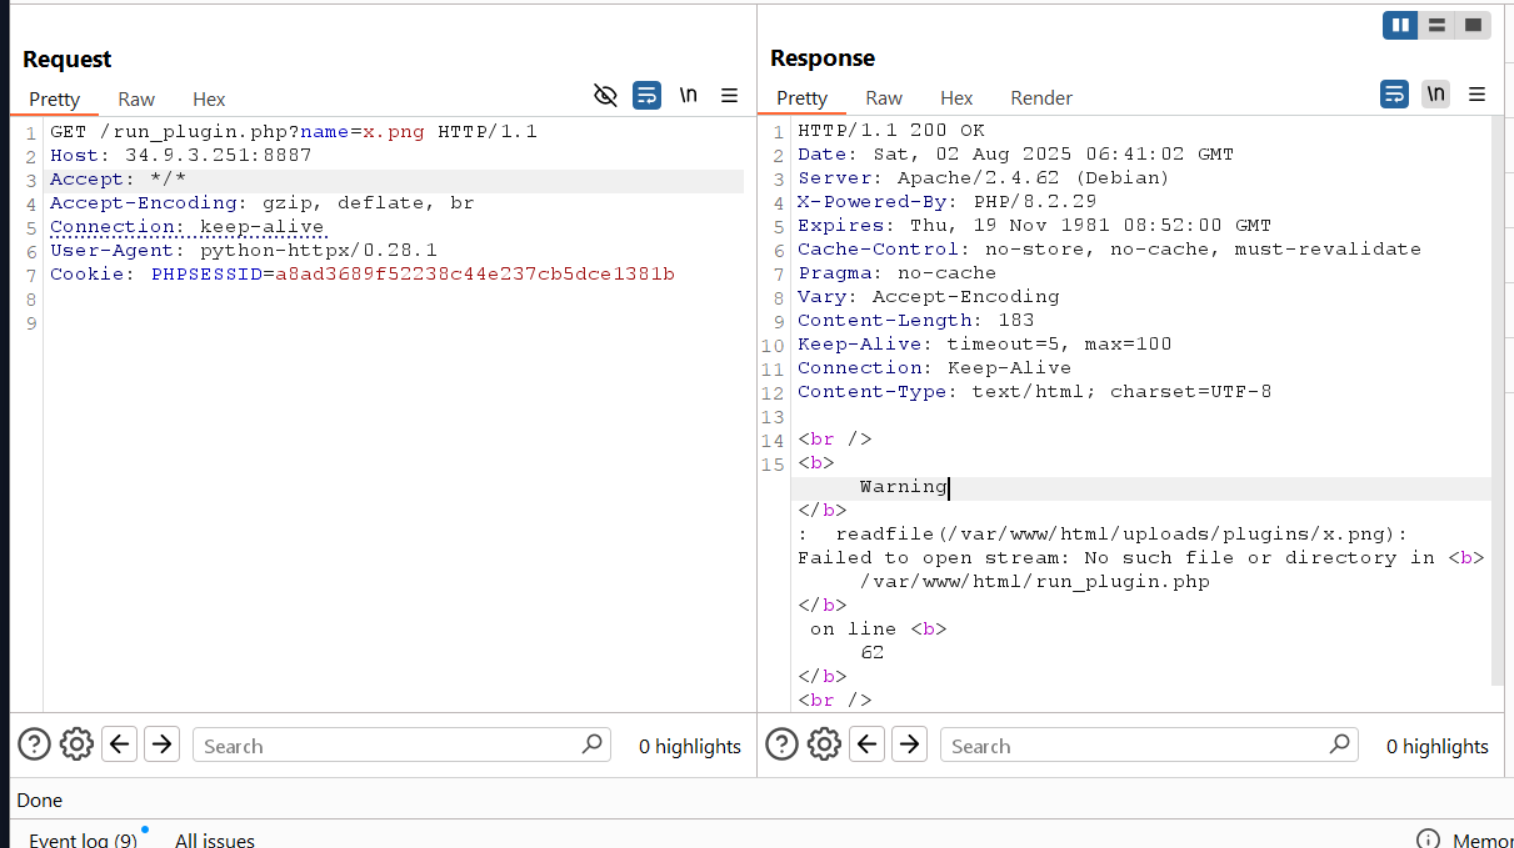 Request
Pretty Raw Hex
\n
1 GET /run_plugin.php?name=x.png HTTP/1.1
2 Host: 34.9.3.251:8887
3 Accept: */*
4 Accept-Encoding: gzip, deflate, br
5 Connection: keep-alive
6 User-Agent: python-httpx/0.28.1
7 Cookie: PHPSESSID=a8ad3689f52238c44e237cb5dce1381b
8
9
Search
0 highlights
Response
Pretty Raw Hex Render
\n
1 HTTP/1.1 200 OK
2 Date: Sat, 02 Aug 2025 06:41:02 GMT
3 Server: Apache/2.4.62 (Debian)
4 X-Powered-By: PHP/8.2.29
5 Expires: Thu, 19 Nov 1981 08:52:00 GMT
6 Cache-Control: no-store, no-cache, must-revalidate
7 Pragma: no-cache
8 Vary: Accept-Encoding
9 Content-Length: 183
10 Keep-Alive: timeout=5, max=100
11 Connection: Keep-Alive
12 Content-Type: text/html; charset=UTF-8
13
14 <br />
15 <b>
Warning
</b>
: readfile(/var/www/html/uploads/plugins/x.png):
Failed to open stream: No such file or directory in <b>
/var/www/html/run_plugin.php
</b>
on line <b>
62
</b>
<br />
Search
0 highlights
Done
Event log (9) All issues
Memor